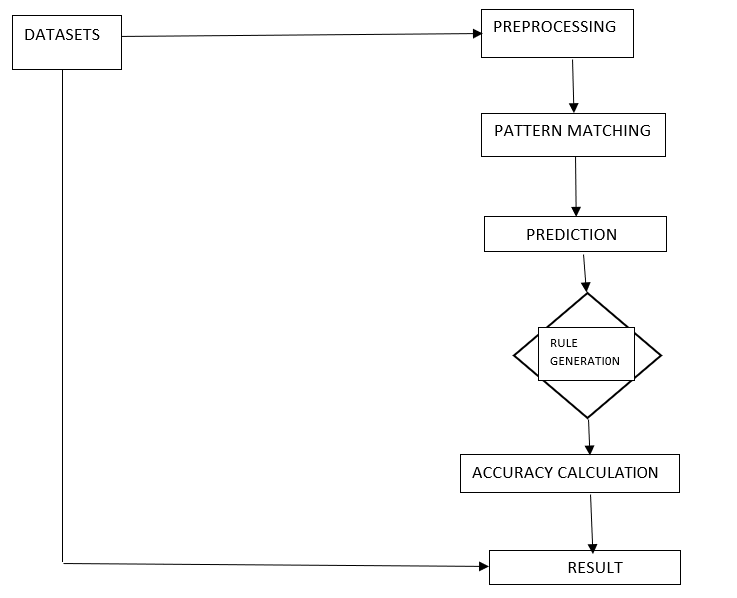 DATASETS
PREPROCESSING
PATTERN MATCHING
PREDICTION
RULE
GENERATION
ACCURACY CALCULATION
RESULT